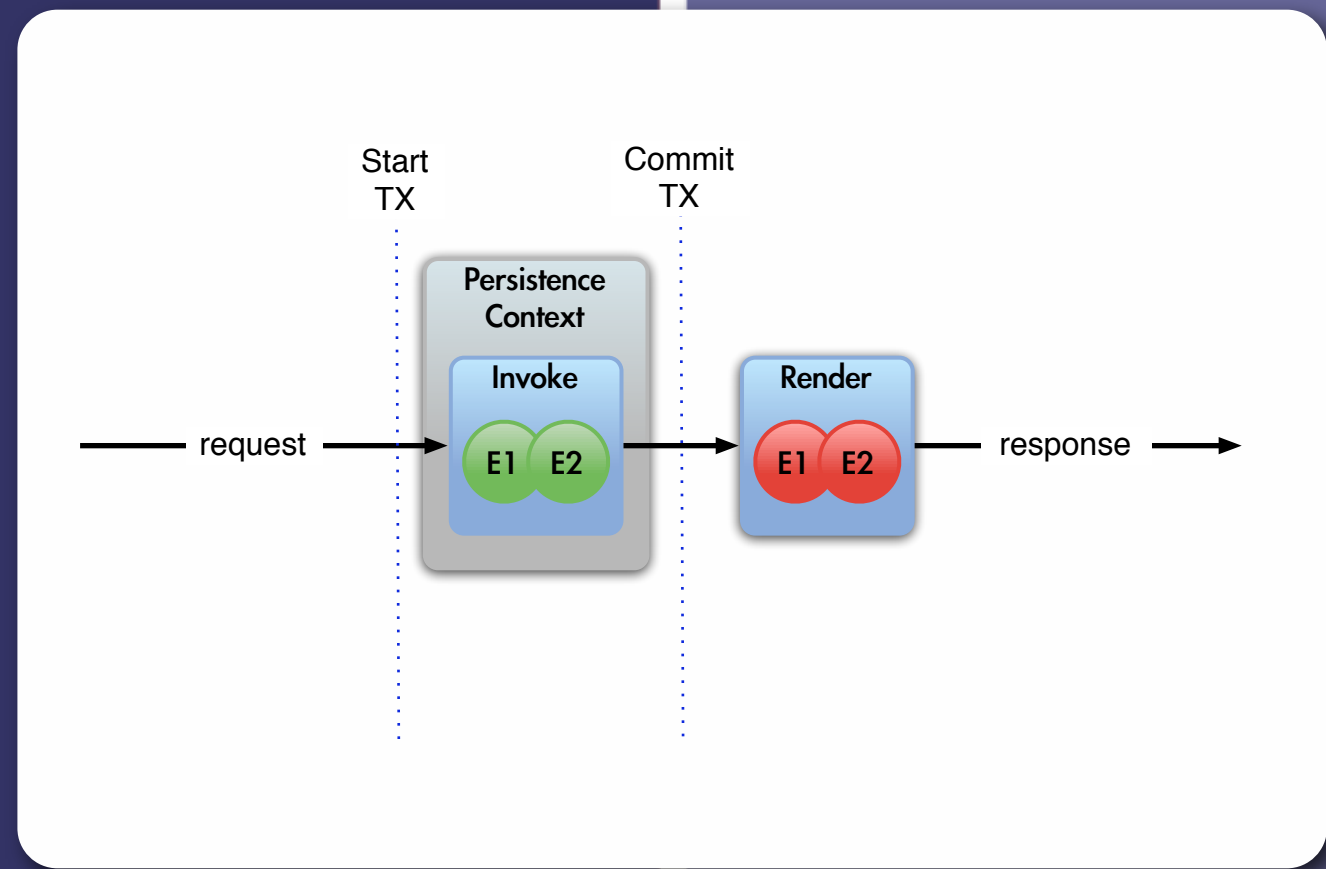 Start
TX
Commit
TX
Persistence
Context
Invoke
Render
request
E1 E2
E1 E2
response